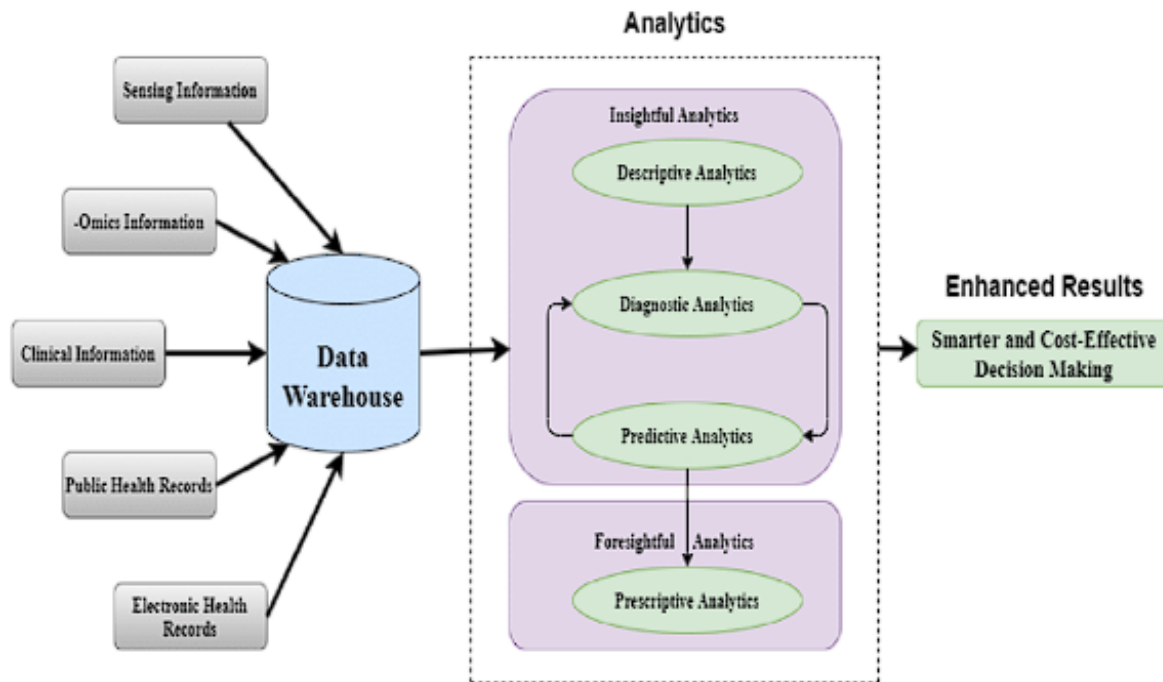 Analytics
Sensing Information
-Omics Information
Clinical Information
Public Health Records
Electronic Health
Records
Data
Warehouse
Insightful Analytics
Descriptive Analytics
Diagnostic Analytics
Predictive Analytics
Foresightful Analytics
Prescriptive Analytics
Enhanced Results
Smarter and Cost-Effective
Decision Making